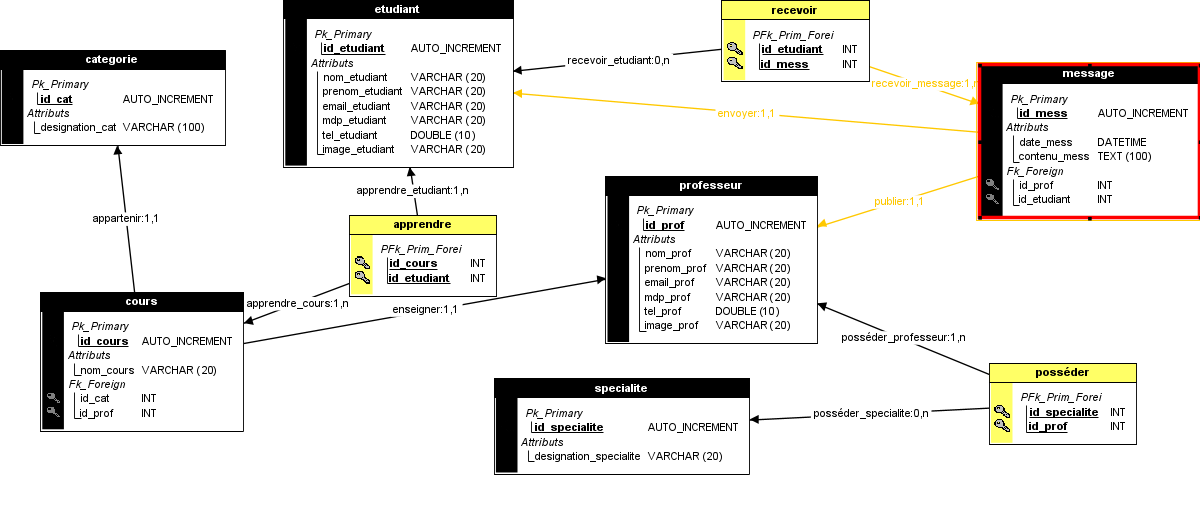 etudiant
Pk_Primary
id_etudiant AUTO_INCREMENT
Attributs
nom_etudiant VARCHAR (20)
prenom_etudiant VARCHAR (20)
email_etudiant VARCHAR (20)
mdp_etudiant VARCHAR (20)
tel_etudiant DOUBLE (10)
image_etudiant VARCHAR (20)
recevoir
PFk_Prim_Forei
id_etudiant INT
id_mess INT
recevoir_etudiant:0,n
recevoir_message:1,n
categorie
Pk_Primary
id_cat AUTO_INCREMENT
Attributs
designation_cat VARCHAR (100)
message
Pk_Primary
id_mess AUTO_INCREMENT
Attributs
date_mess DATETIME
contenu_mess TEXT (100)
Fk_Foreign
id_prof INT
id_etudiant INT
envoyer:1,1
apprendre_etudiant:1,n
publier:1,1
appartenir:1,1
professeur
Pk_Primary
id_prof AUTO_INCREMENT
Attributs
nom_prof VARCHAR (20)
prenom_prof VARCHAR (20)
email_prof VARCHAR (20)
mdp_prof VARCHAR (20)
tel_prof DOUBLE (10)
image_prof VARCHAR (20)
apprendre
PFk_Prim_Forei
id_cours INT
id_etudiant INT
apprendre_cours:1,n
enseigner:1,1
cours
Pk_Primary
id_cours AUTO_INCREMENT
Attributs
nom_cours VARCHAR (20)
Fk_Foreign
id_cat INT
id_prof INT
posséder_professeur:1,n
posséder
PFk_Prim_Forei
id_specialite INT
id_prof INT
posséder_specialite:0,n
specialite
Pk_Primary
id_specialite AUTO_INCREMENT
Attributs
designation_specialite VARCHAR (20)